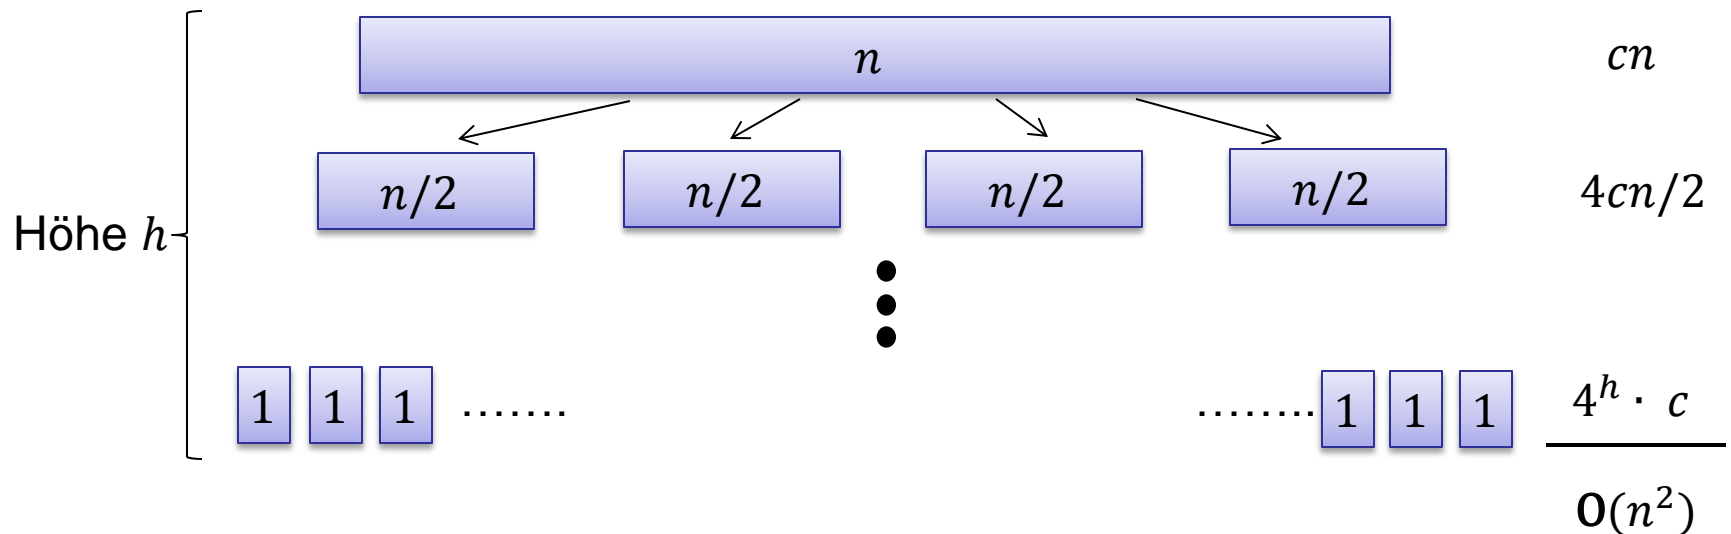 n cn
n/2 n/2 n/2 n/2 4cn/2
Höhe h
1 1 1 ....... ........ 1 1 1 4^h · c
O(n^2)